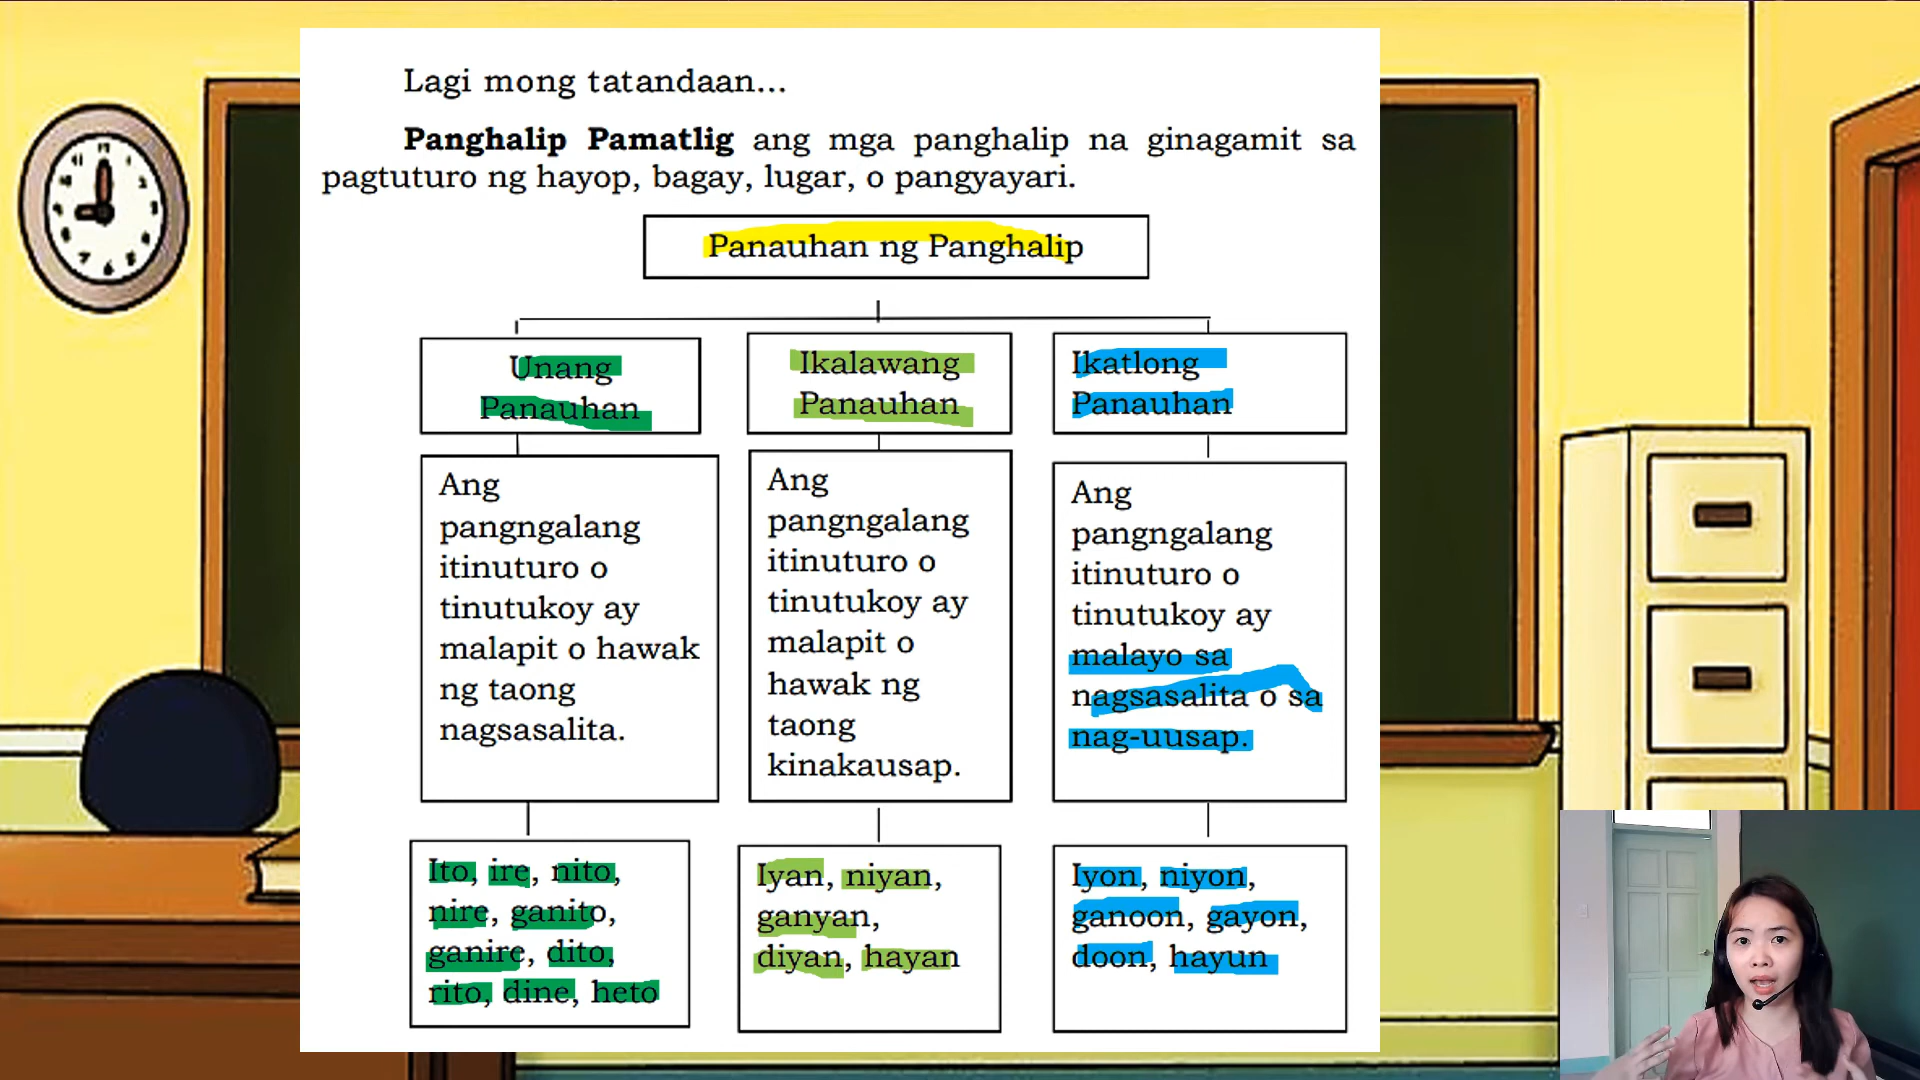 Lagi mong tatandaan...
Panghalip Pamatlig ang mga panghalip na ginagamit sa
pagtuturo ng hayop, bagay, lugar, o pangyayari.
Panauhan ng Panghalip
Unang
Panauhan
Ang
pangngalang
itinuturo o
tinutukoy ay
malapit o hawak
ng taong
nagsasalita.
Ito, ire, nito,
nire, ganito,
ganire, dito,
rito, dine, heto
Ikalawang
Panauhan
Ang
pangngalang
itinuturo o
tinutukoy ay
malapit o
hawak ng
taong
kinakausap.
Iyan, niyan,
ganyan,
diyan, hayan
Ikatlong
Panauhan
Ang
pangngalang
itinuturo o
tinutukoy ay
malayo sa
nagsasalita o sa
nag-uusap.
Iyon, niyon,
ganoon, gayon,
doon, hayun